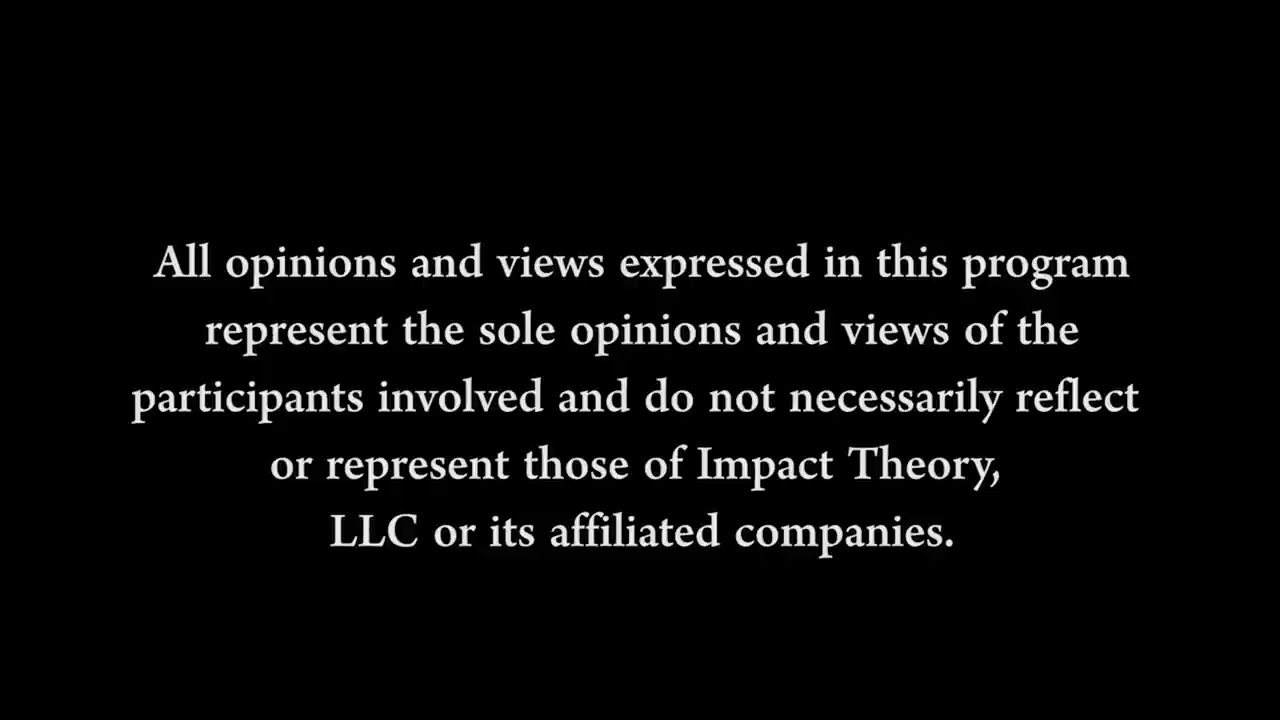 All opinions and views expressed in this program
represent the sole opinions and views of the
participants involved and do not necessarily reflect
or represent those of Impact Theory,
LLC or its affiliated companies.